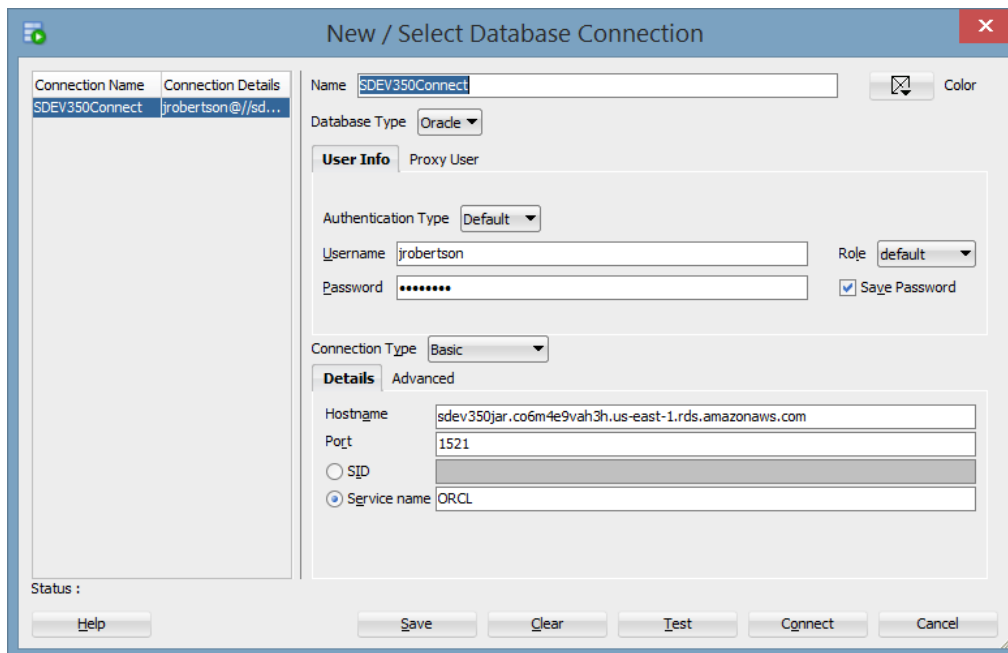 New / Select Database Connection
Connection Name Connection Details
SDEV350Connect jrobertson@//sd...
Name SDEV350Connect Color
Database Type Oracle
User Info Proxy User
Authentication Type Default
Username jrobertson Role default
Password •••••••• Save Password
Connection Type Basic
Details Advanced
Hostname sdev350jar.co6m4e9vah3h.us-east-1.rds.amazonaws.com
Port 1521
SID
Service name ORCL
Status :
Help Save Clear Test Connect Cancel